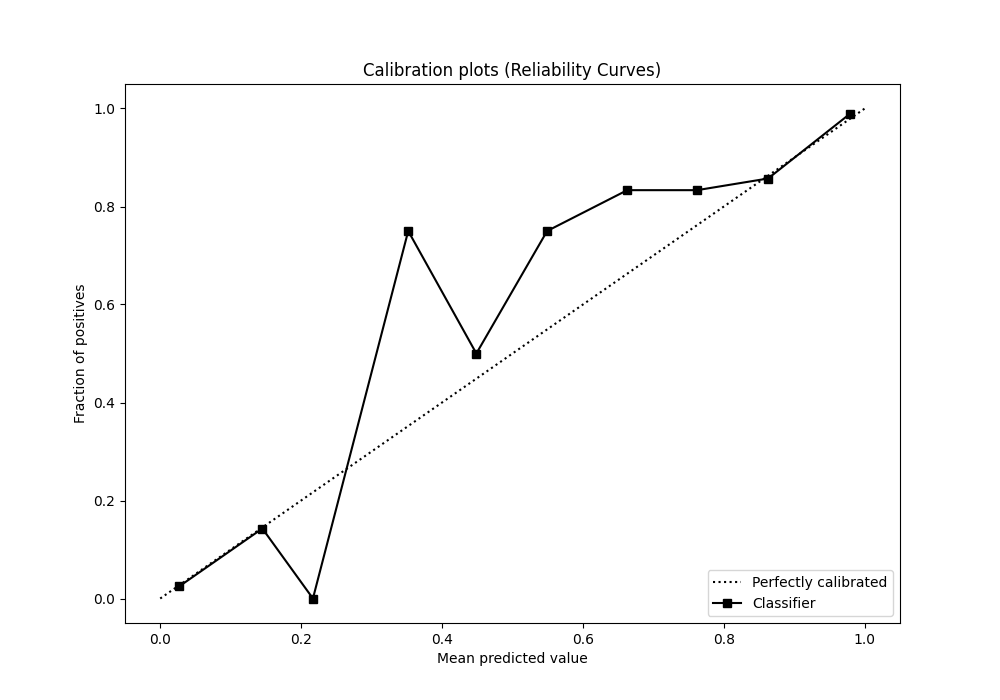 Calibration plots (Reliability Curves)
1.0
0.8
0.6
0.4
0.2
0.0
Fraction of positives
0.0 0.2 0.4 0.6 0.8 1.0
Mean predicted value
Perfectly calibrated
Classifier